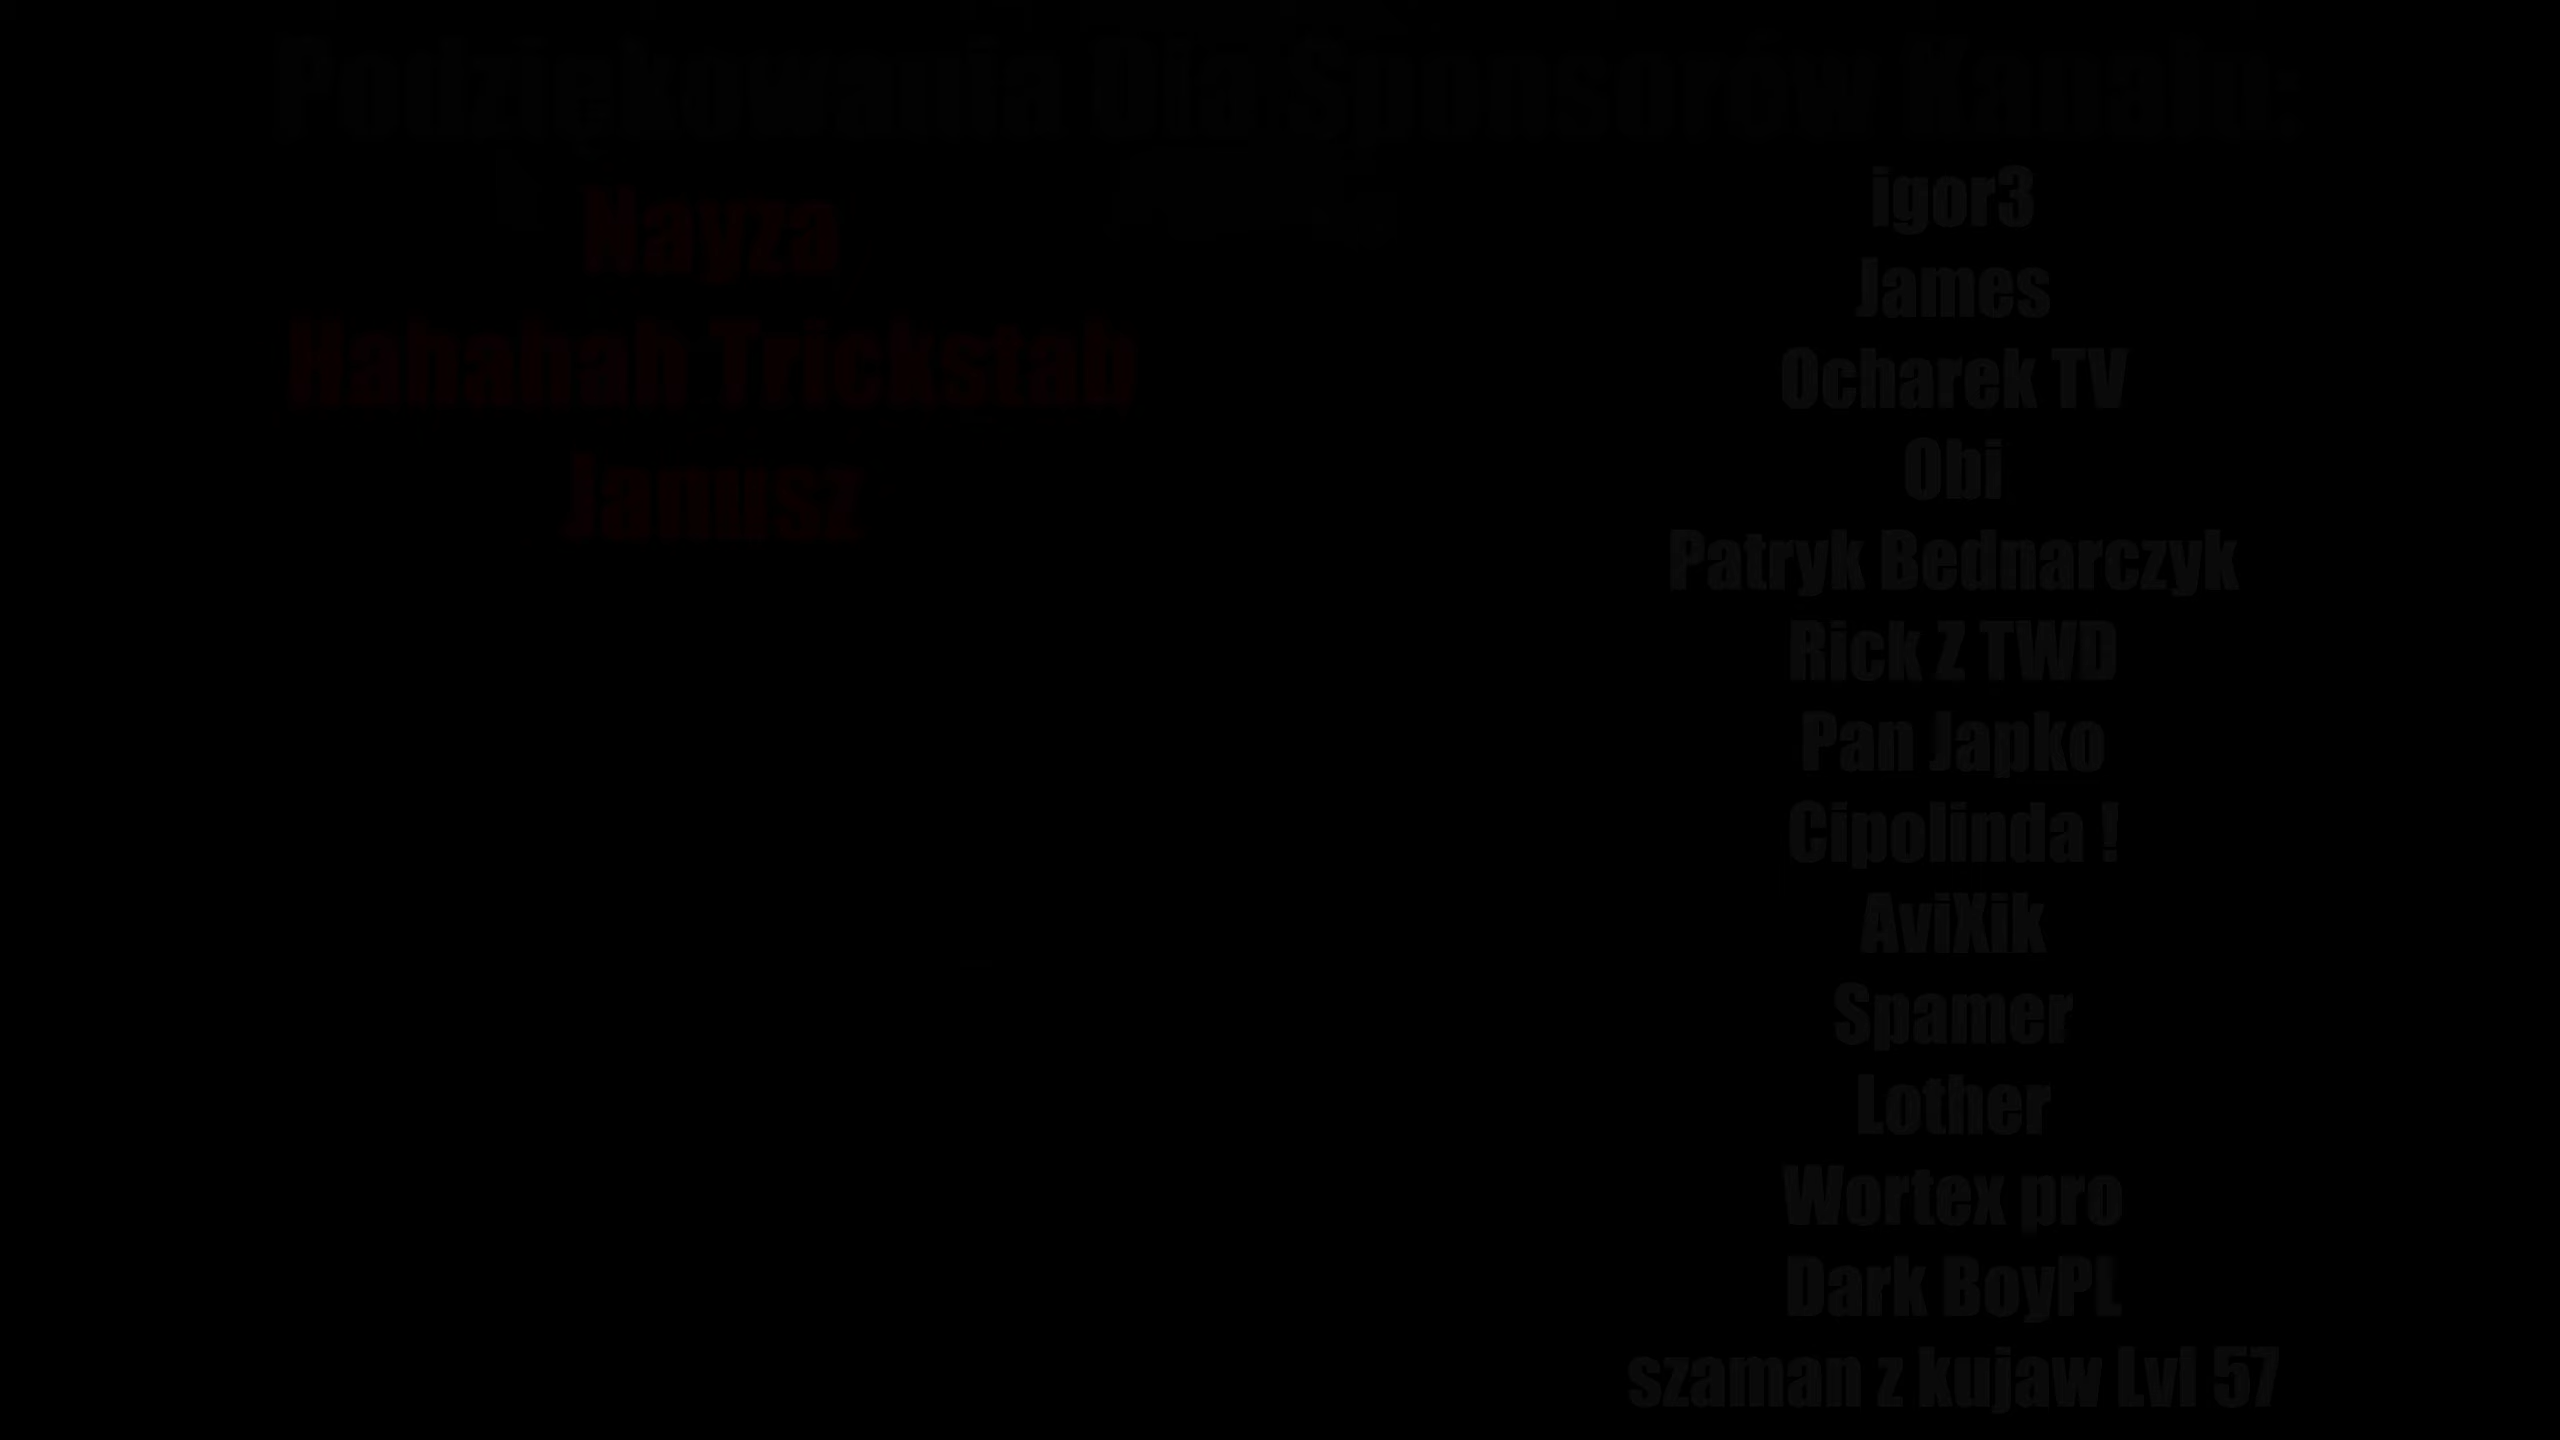 Podziękowania Dla Sponsorów Kanału:
Nayza
Hahahah Trickstab
Janusz
igor3
James
Ocharek TV
Obi
Patryk Bednarczyk
Rick Z TWD
Pan Japko
Cipolinda !
AviXik
Spamer
Lother
Wortex pro
Dark BoyPL
szaman z kujaw Lvl 57